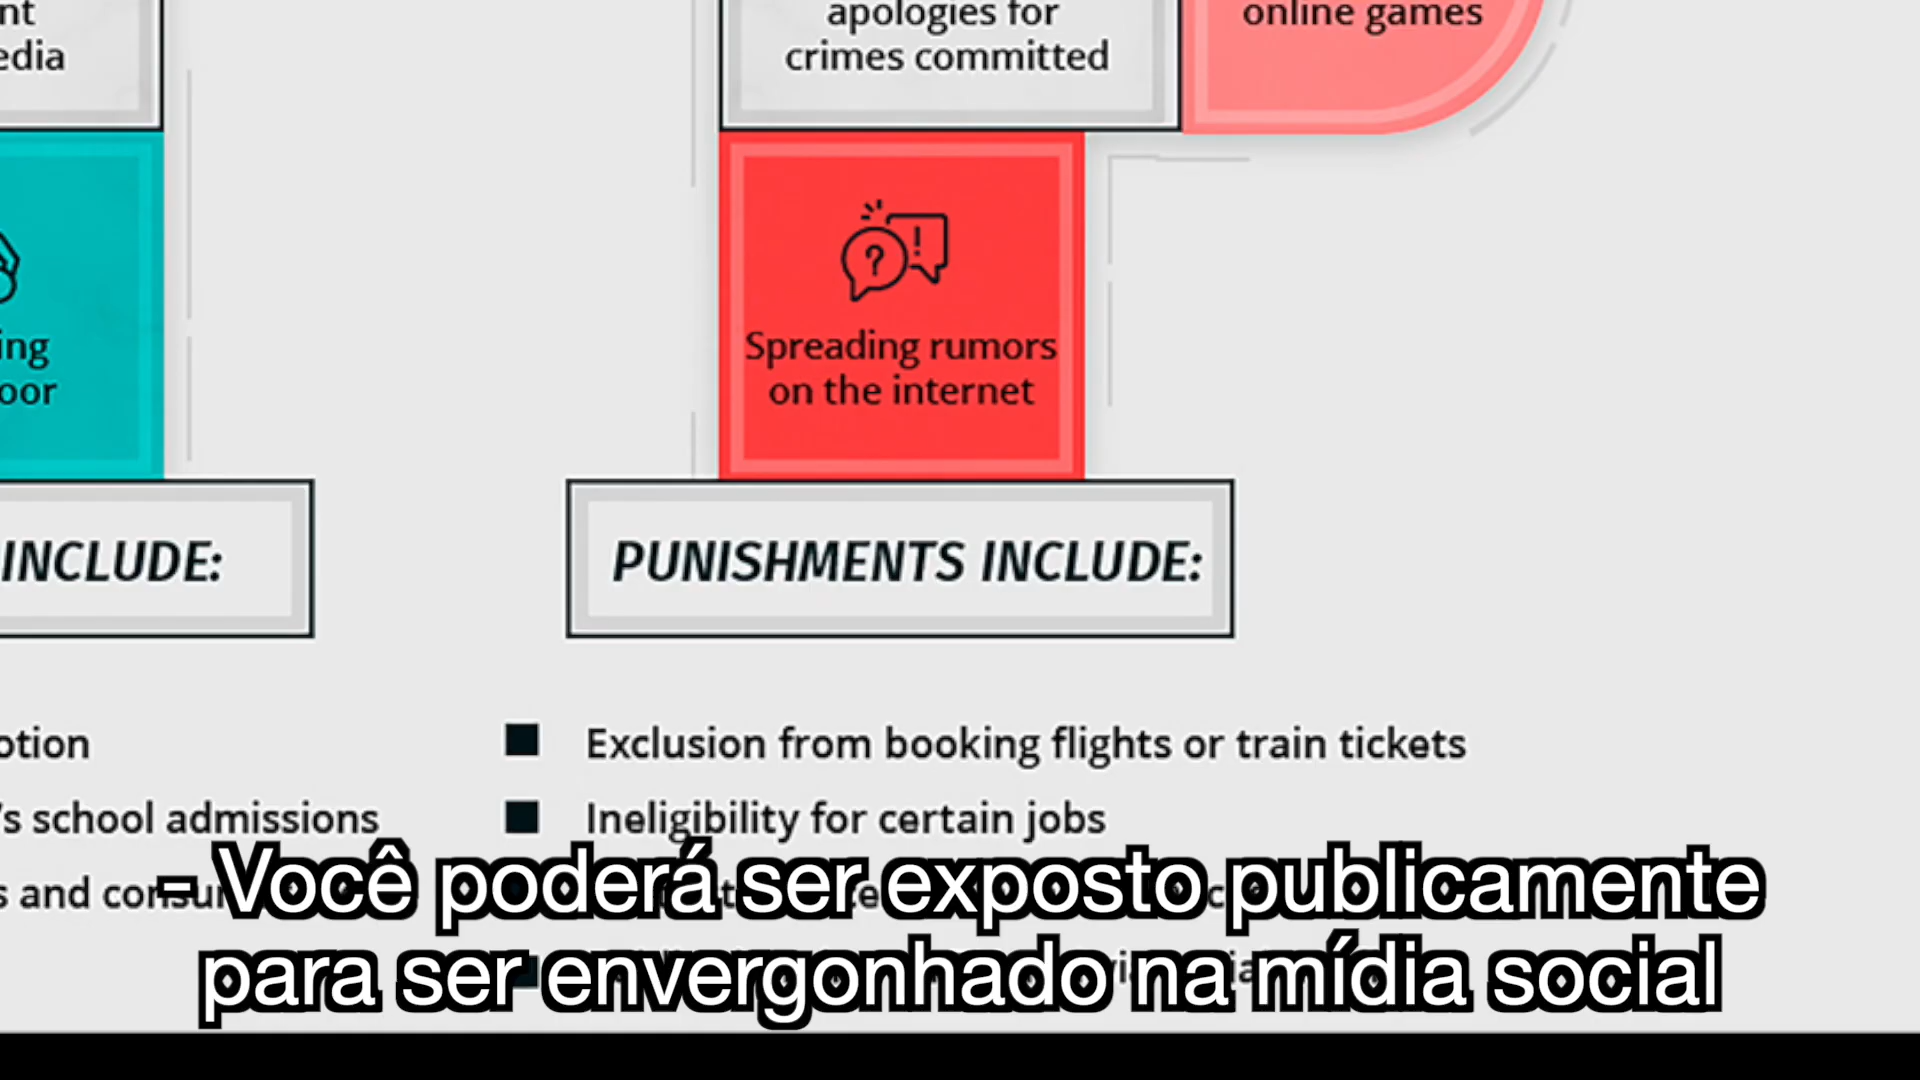 nt
edia
apologies for
crimes committed
online games
ing
oor
Spreading rumors
on the internet
INCLUDE:
PUNISHMENTS INCLUDE:
otion
's school admissions
s and
Exclusion from booking flights or train tickets
Ineligibility for certain jobs
- Você poderá ser exposto publicamente
para ser envergonhado na mídia social